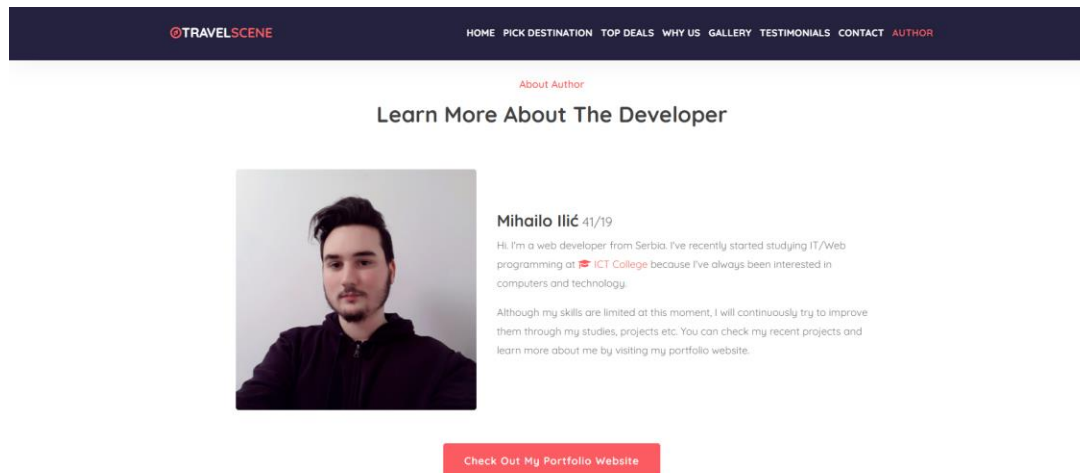 TRAVELSCENE
HOME PICK DESTINATION TOP DEALS WHY US GALLERY TESTIMONIALS CONTACT AUTHOR
About Author
Learn More About The Developer
Mihailo Ilić 41/19
Hi. I'm a web developer from Serbia. I've recently started studying IT/Web
programming at ICT College because I've always been interested in
computers and technology.
Although my skills are limited at this moment, I will continuously try to improve
them through my studies, projects etc. You can check my recent projects and
learn more about me by visiting my portfolio website.
Check Out My Portfolio Website